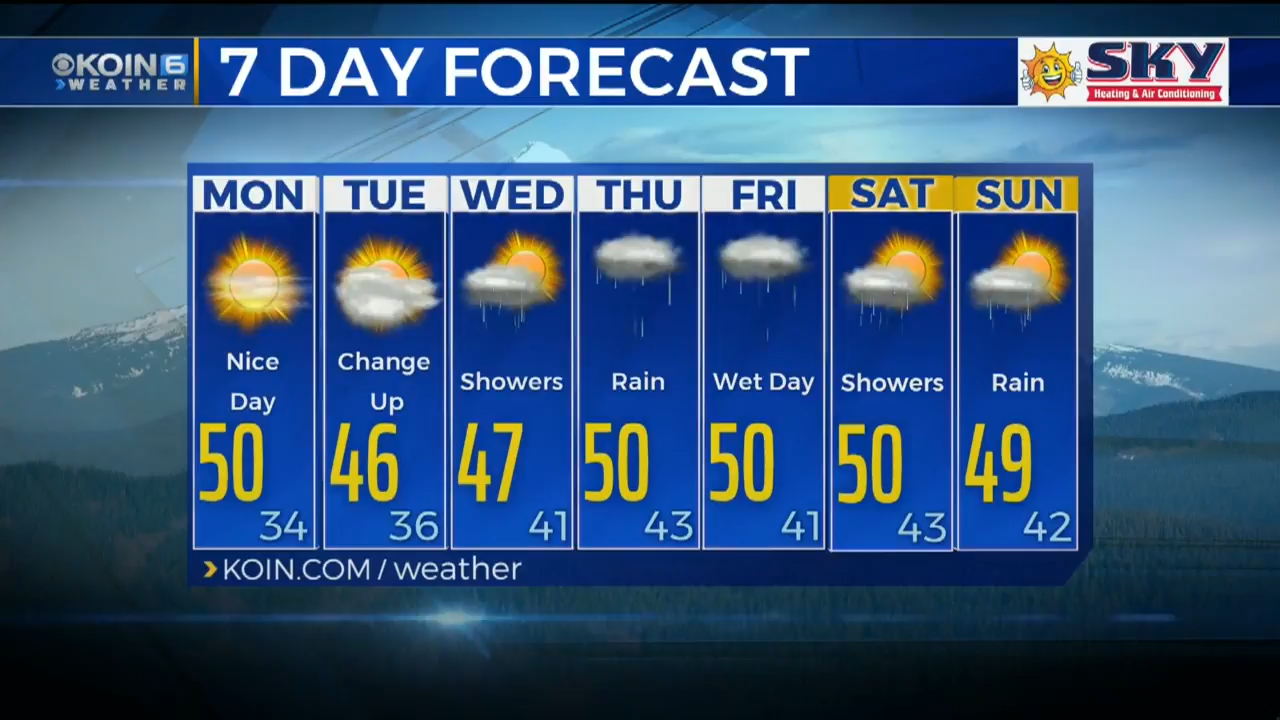 KOIN 6
WEATHER
7 DAY FORECAST
SKY
Heating & Air Conditioning
MON
TUE
WED
THU
FRI
SAT
SUN
Nice
Day
Change
Up
Showers
Rain
Wet Day
Showers
Rain
50
46
47
50
50
50
49
34
36
41
43
41
43
42
KOIN.COM / weather